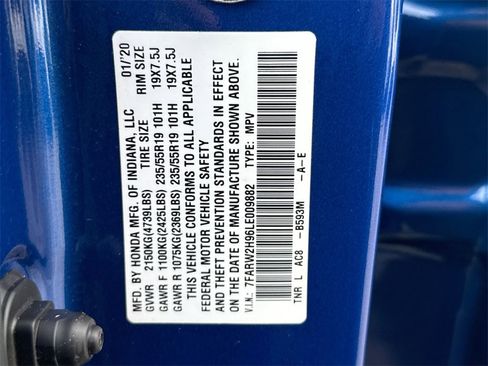 MFD. BY HONDA MFG. OF INDIANA, LLC 01/'20
GVWR 2150KG(4739LBS) TIRE SIZE RIM SIZE
GAWR F 1100KG(2425LBS) 235/55R19 101H 19X7.5J
GAWR R 1075KG(2369LBS) 235/55R19 101H 19X7.5J
THIS VEHICLE CONFORMS TO ALL APPLICABLE
FEDERAL MOTOR VEHICLE SAFETY
AND THEFT PREVENTION STANDARDS IN EFFECT
ON THE DATE OF MANUFACTURE SHOWN ABOVE.
V.I.N.: 7FARW2H96LE009882 TYPE: MPV
TNR L AC8 -B593M -A-E